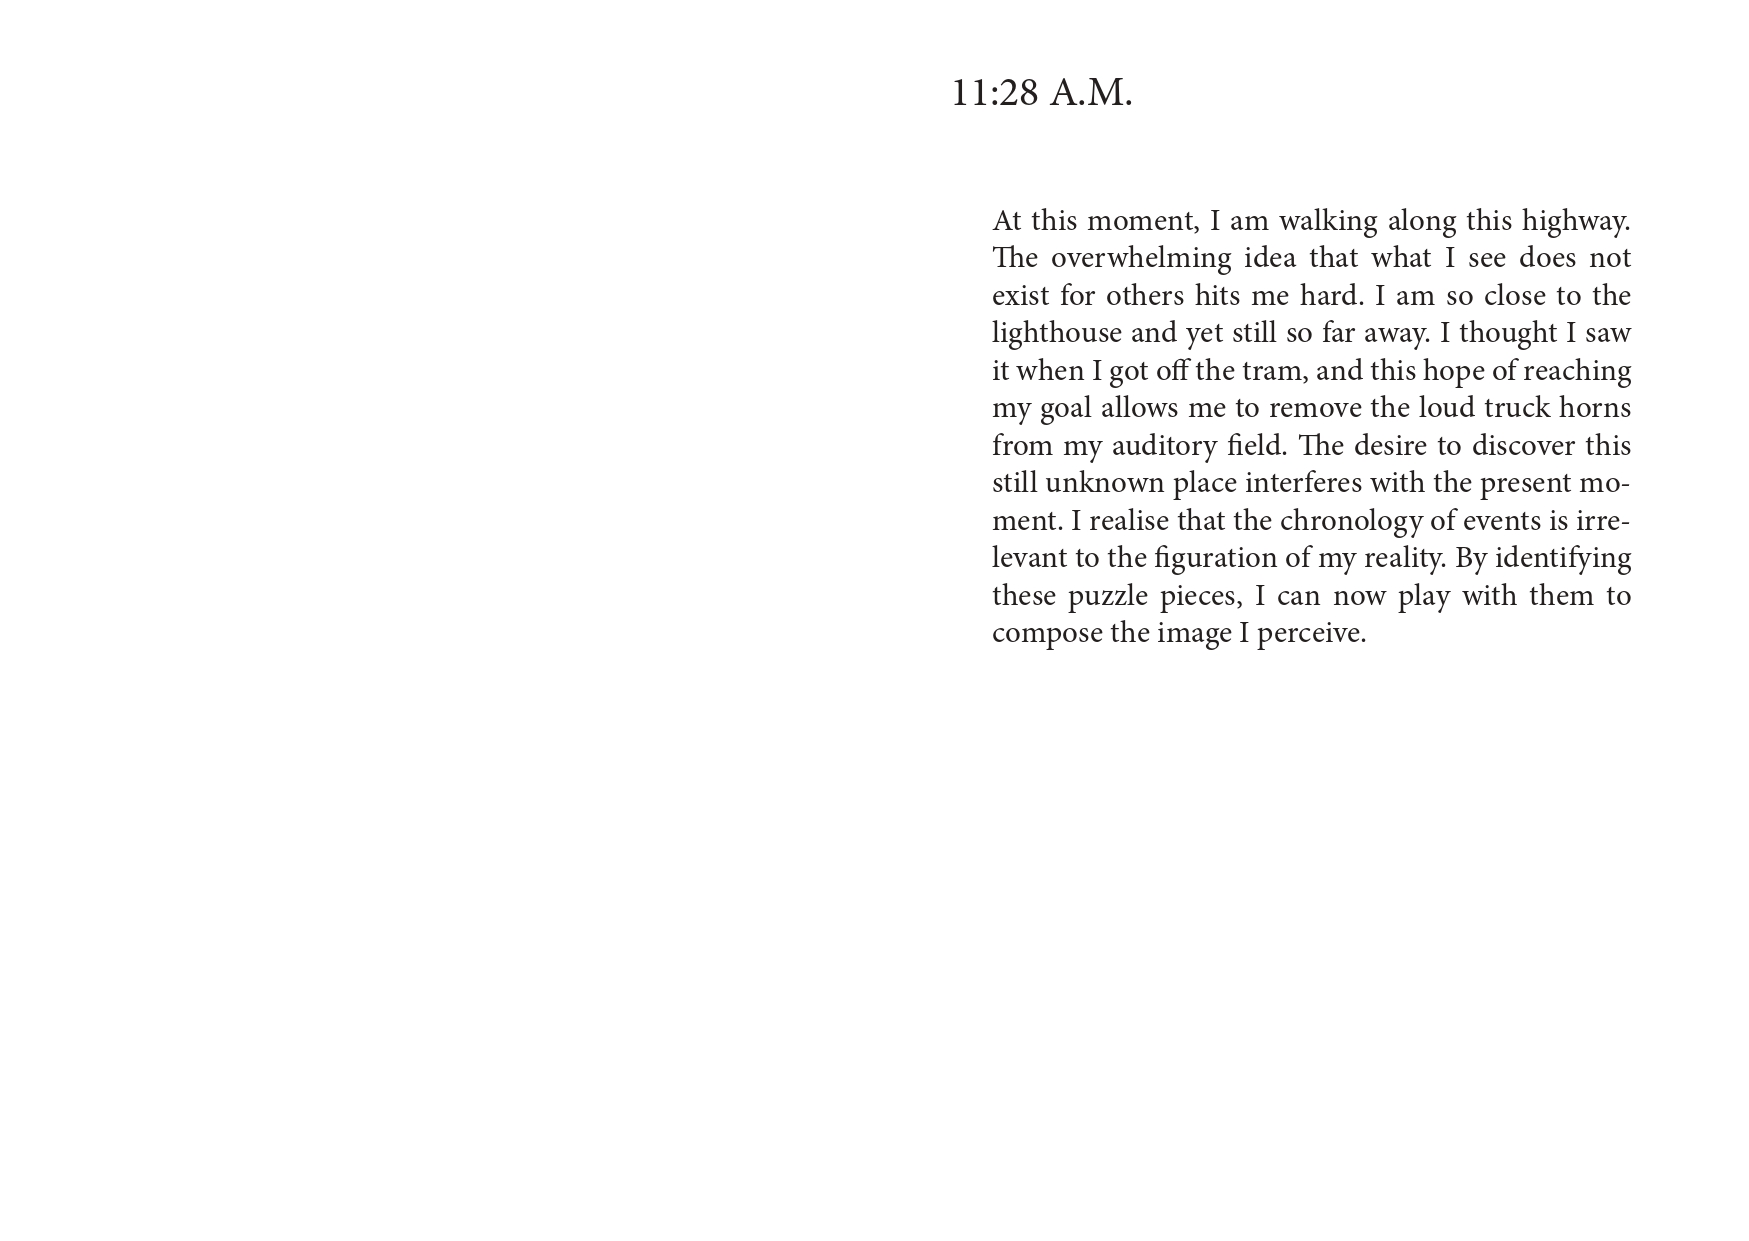 11:28 A.M.
At this moment, I am walking along this highway.
The overwhelming idea that what I see does not
exist for others hits me hard. I am so close to the
lighthouse and yet still so far away. I thought I saw
it when I got off the tram, and this hope of reaching
my goal allows me to remove the loud truck horns
from my auditory field. The desire to discover this
still unknown place interferes with the present mo-
ment. I realise that the chronology of events is irre-
levant to the figuration of my reality. By identifying
these puzzle pieces, I can now play with them to
compose the image I perceive.